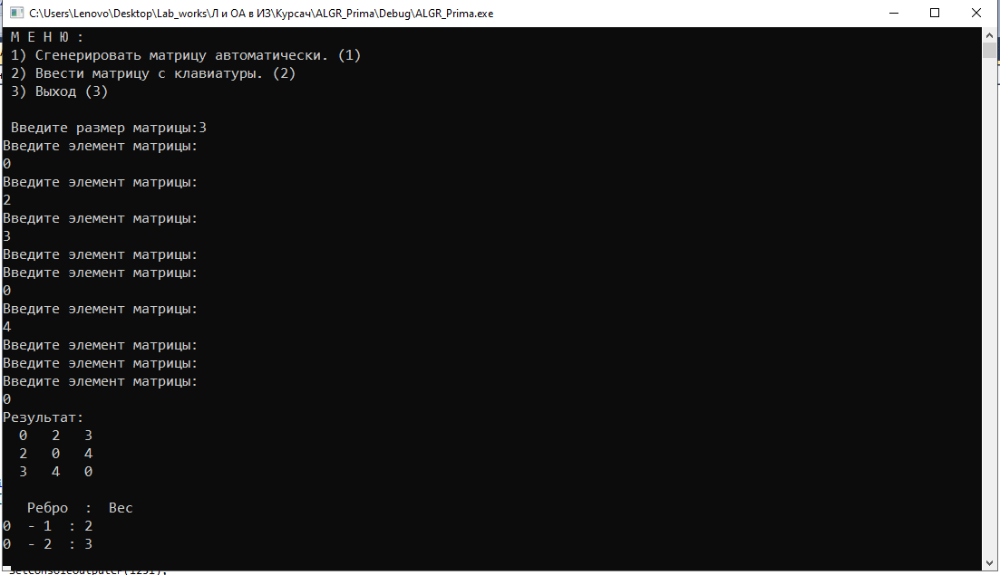 C:\Users\Lenovo\Desktop\Lab_works\Л и ОА в ИЗ\Курсач\ALGR_Prima\Debug\ALGR_Prima.exe
М Е Н Ю :
1) Сгенерировать матрицу автоматически. (1)
2) Ввести матрицу с клавиатуры. (2)
3) Выход (3)
Введите размер матрицы:3
Введите элемент матрицы:
0
Введите элемент матрицы:
2
Введите элемент матрицы:
3
Введите элемент матрицы:
Введите элемент матрицы:
0
Введите элемент матрицы:
4
Введите элемент матрицы:
Введите элемент матрицы:
Введите элемент матрицы:
0
Результат:
0 2 3
2 0 4
3 4 0
Ребро : Вес
0 - 1 : 2
0 - 2 : 3